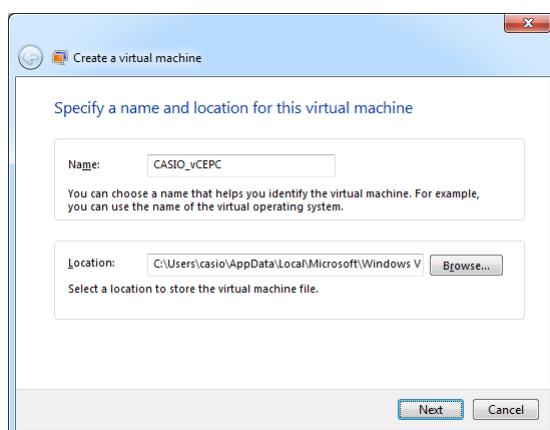 Create a virtual machine
Specify a name and location for this virtual machine
Name: CASIO_vCEPC
You can choose a name that helps you identify the virtual machine. For example,
you can use the name of the virtual operating system.
Location: C:\Users\casio\AppData\Local\Microsoft\Windows V Browse...
Select a location to store the virtual machine file.
Next Cancel